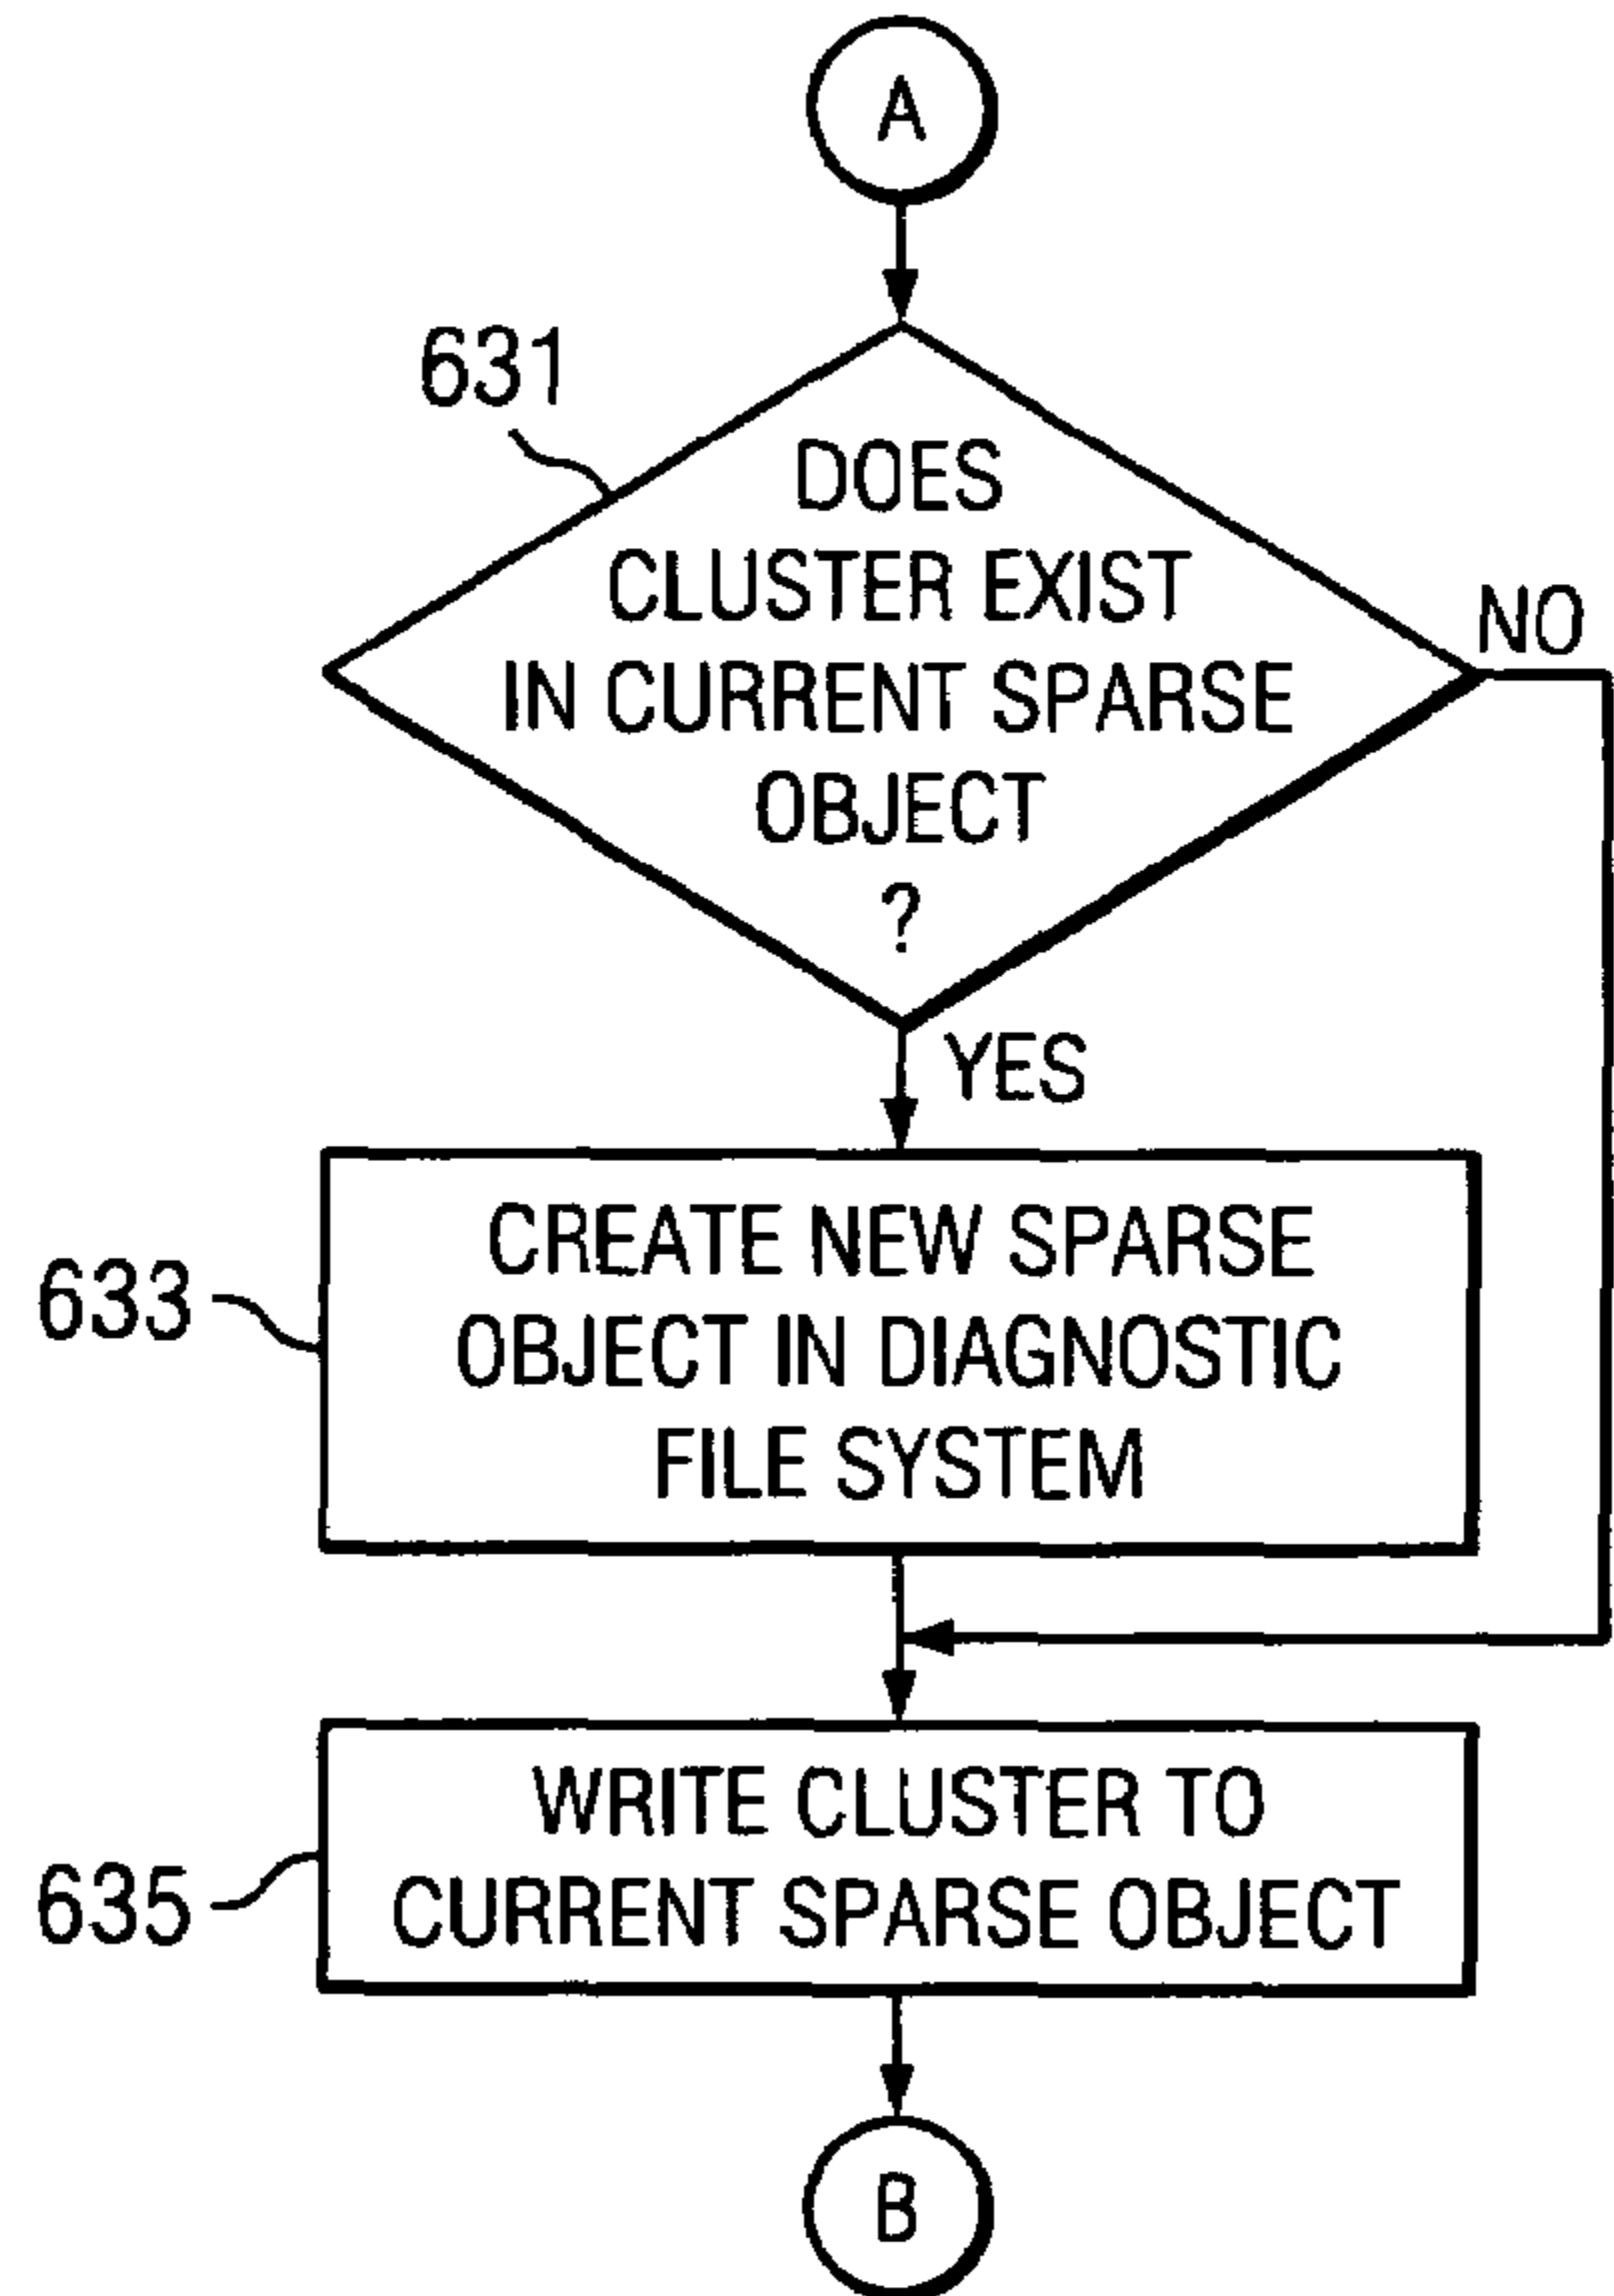 A
631
DOES
CLUSTER EXIST
IN CURRENT SPARSE
OBJECT
?
NO
YES
633
CREATE NEW SPARSE
OBJECT IN DIAGNOSTIC
FILE SYSTEM
635
WRITE CLUSTER TO
CURRENT SPARSE OBJECT
B